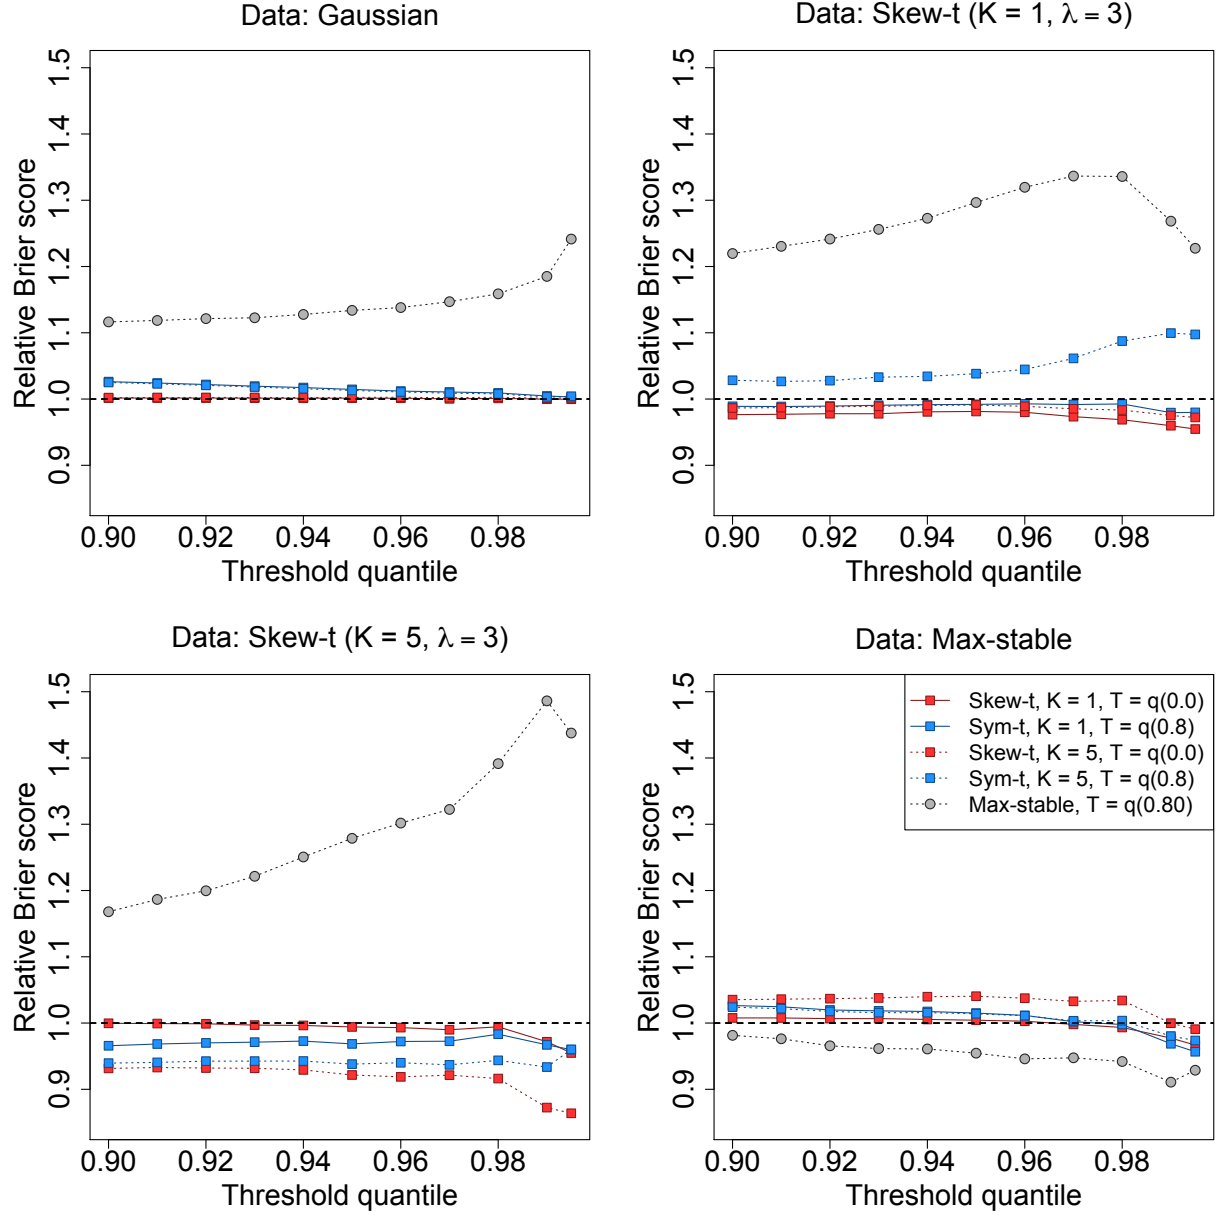 Data: Gaussian
Relative Brier score
1.5
1.4
1.3
1.2
1.1
1.0
0.9
0.90 0.92 0.94 0.96 0.98
Threshold quantile
Data: Skew-t (K = 1, λ = 3)
Relative Brier score
1.5
1.4
1.3
1.2
1.1
1.0
0.9
0.90 0.92 0.94 0.96 0.98
Threshold quantile
Data: Skew-t (K = 5, λ = 3)
Relative Brier score
1.5
1.4
1.3
1.2
1.1
1.0
0.9
0.90 0.92 0.94 0.96 0.98
Threshold quantile
Data: Max-stable
Relative Brier score
1.5
1.4
1.3
1.2
1.1
1.0
0.9
Skew-t, K = 1, T = q(0.0)
Sym-t, K = 1, T = q(0.8)
Skew-t, K = 5, T = q(0.0)
Sym-t, K = 5, T = q(0.8)
Max-stable, T = q(0.80)
0.90 0.92 0.94 0.96 0.98
Threshold quantile